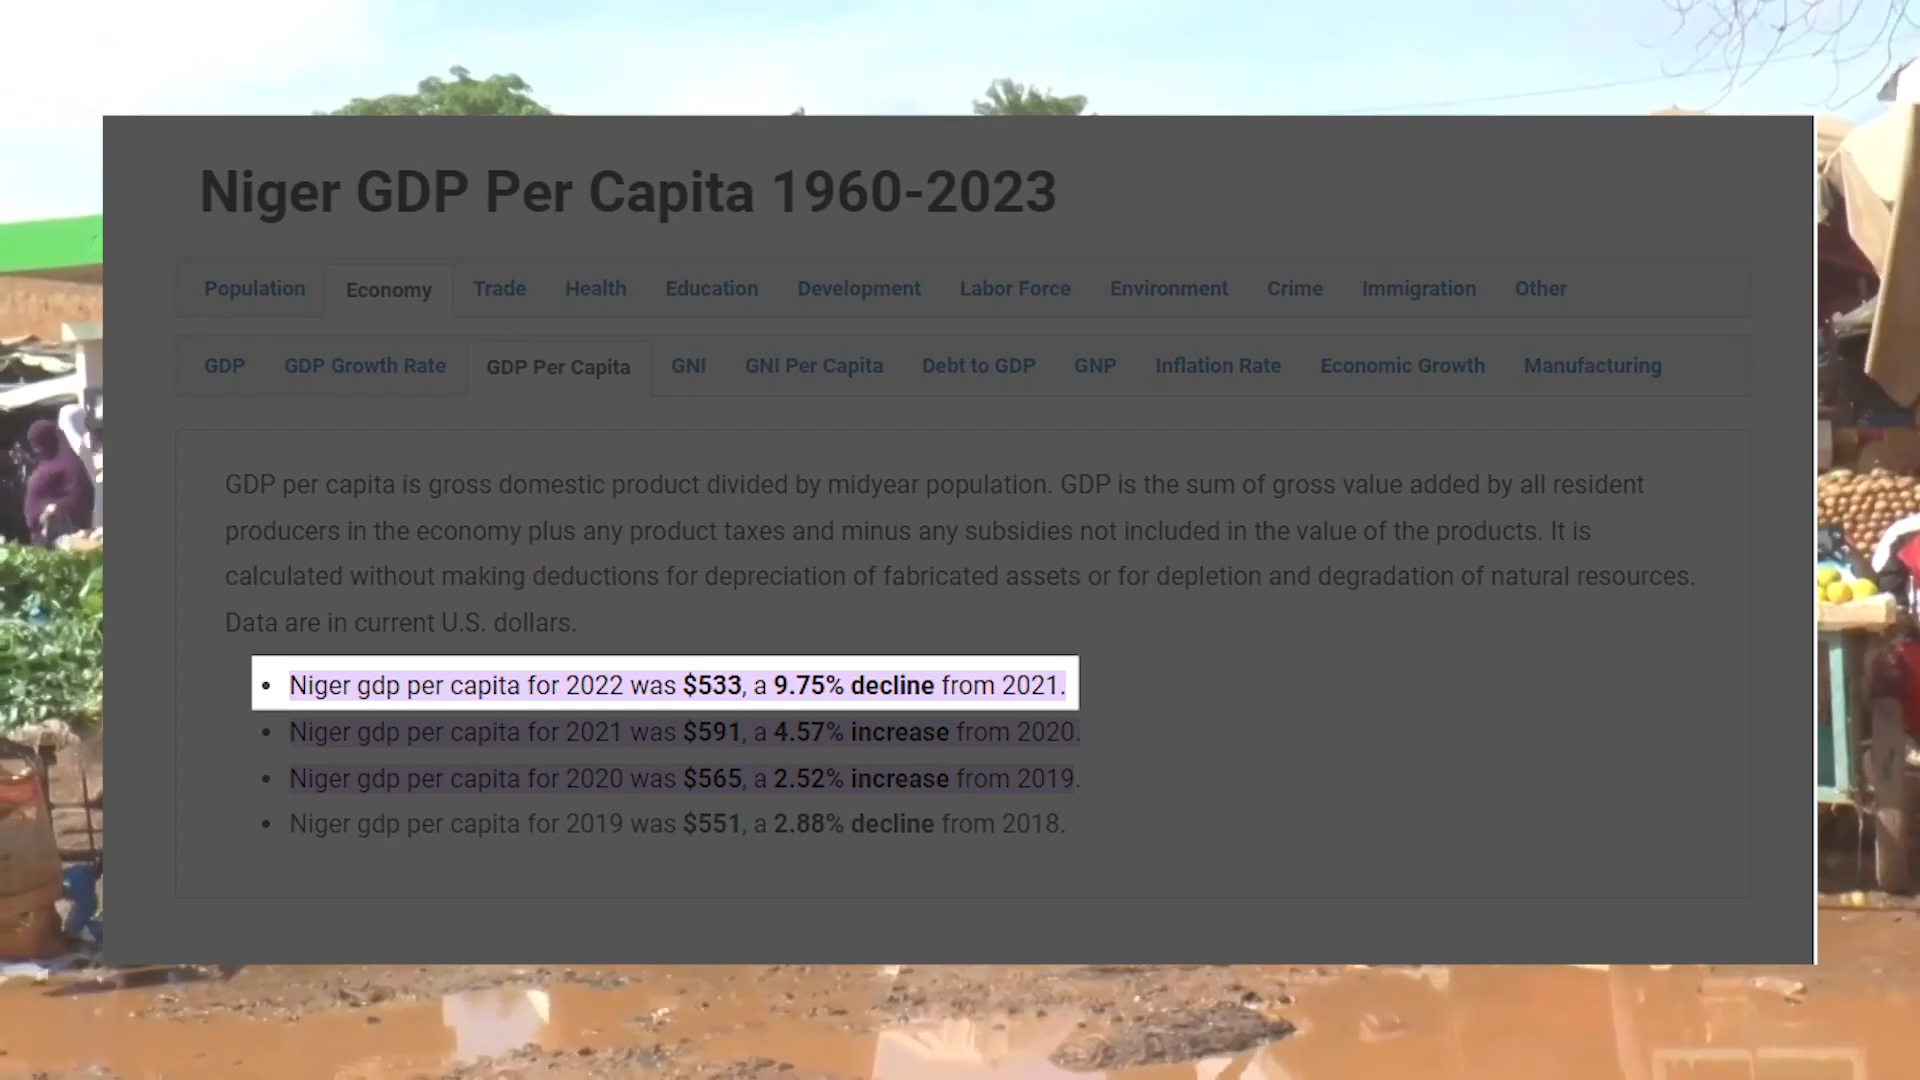 Niger GDP Per Capita 1960-2023
Population Economy Trade Health Education Development Labor Force Environment Crime Immigration Other
GDP GDP Growth Rate GDP Per Capita GNI GNI Per Capita Debt to GDP GNP Inflation Rate Economic Growth Manufacturing
GDP per capita is gross domestic product divided by midyear population. GDP is the sum of gross value added by all resident
producers in the economy plus any product taxes and minus any subsidies not included in the value of the products. It is
calculated without making deductions for depreciation of fabricated assets or for depletion and degradation of natural resources.
Data are in current U.S. dollars.
• Niger gdp per capita for 2022 was $533, a 9.75% decline from 2021.
• Niger gdp per capita for 2021 was $591, a 4.57% increase from 2020.
• Niger gdp per capita for 2020 was $565, a 2.52% increase from 2019.
• Niger gdp per capita for 2019 was $551, a 2.88% decline from 2018.